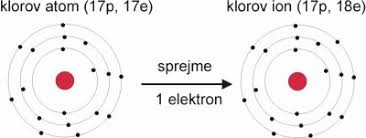 klorov atom (17p, 17e)
klorov ion (17p, 18e)
sprejme
1 elektron